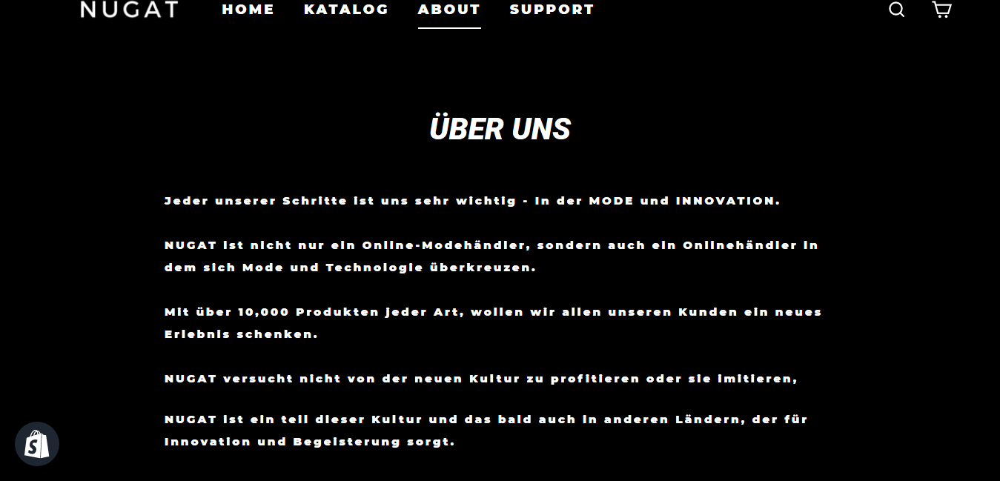 NUGAT HOME KATALOG ABOUT SUPPORT
ÜBER UNS
Jeder unserer Schritte ist uns sehr wichtig - In der MODE und INNOVATION.
NUGAT ist nicht nur ein Online-Modehändler, sondern auch ein Onlinehändler in
dem sich Mode und Technologie überkreuzen.
Mit über 10,000 Produkten jeder Art, wollen wir allen unseren Kunden ein neues
Erlebnis schenken.
NUGAT versucht nicht von der neuen Kultur zu profitieren oder sie imitieren,
NUGAT ist ein teil dieser Kultur und das bald auch in anderen Ländern, der für
Innovation und Begeisterung sorgt.